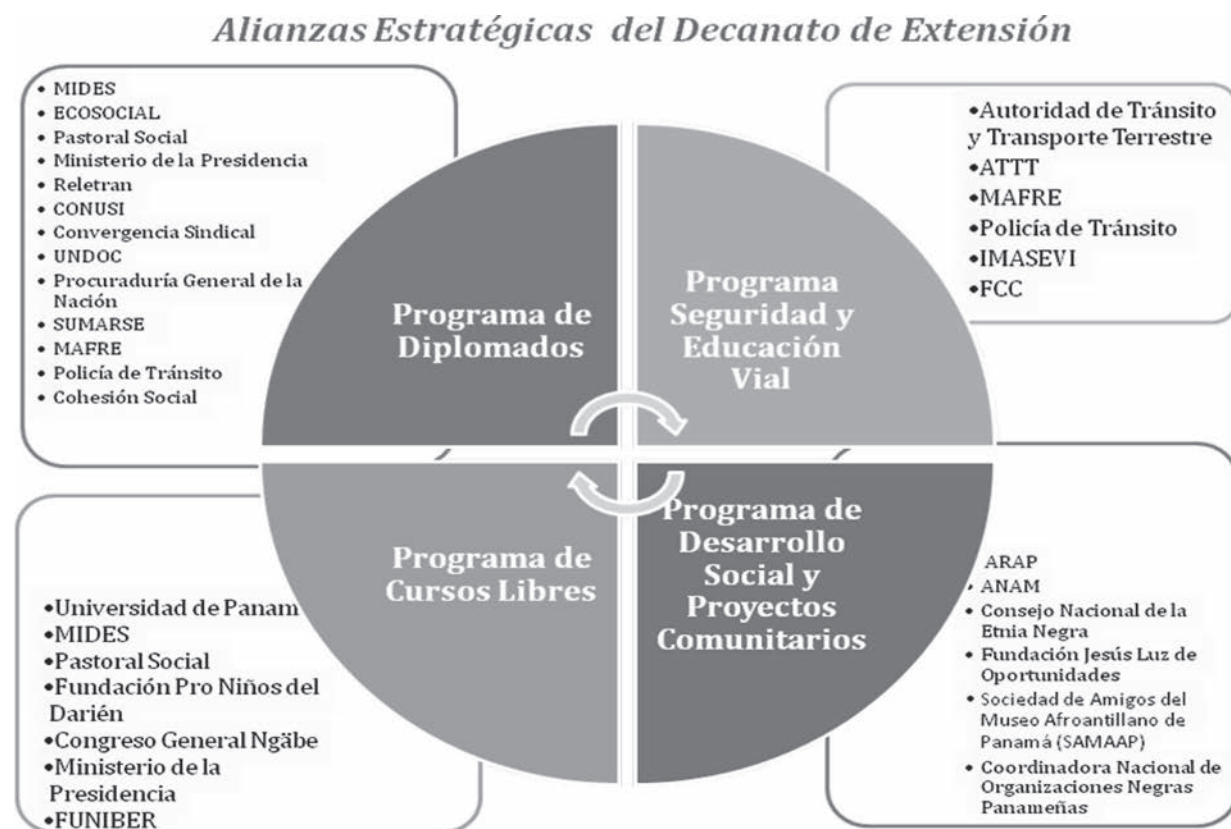 Alianzas Estratégicas del Decanato de Extensión
• MIDES
• ECOSOCIAL
• Pastoral Social
• Ministerio de la Presidencia
• Reletran
• CONUSI
• Convergencia Sindical
• UNDOC
• Procuraduría General de la
Nación
• SUMARSE
• MAFRE
• Policía de Tránsito
• Cohesión Social
•Autoridad de Tránsito
y Transporte Terrestre
•ATTT
•MAFRE
•Policía de Tránsito
•IMASEVI
•FCC
Programa de
Diplomados
Programa
Seguridad y
Educación
Vial
Programa de
Cursos Libres
Programa de
Desarrollo
Social y
Proyectos
Comunitarios
•Universidad de Panam
•MIDES
•Pastoral Social
•Fundación Pro Niños del
Darién
•Congreso General Ngäbe
•Ministerio de la
Presidencia
•FUNIBER
ARAP
• ANAM
• Consejo Nacional de la
Etnia Negra
• Fundación Jesús Luz de
Oportunidades
• Sociedad de Amigos del
Museo Afroantillano de
Panamá (SAMAAP)
• Coordinadora Nacional de
Organizaciones Negras
Panameñas